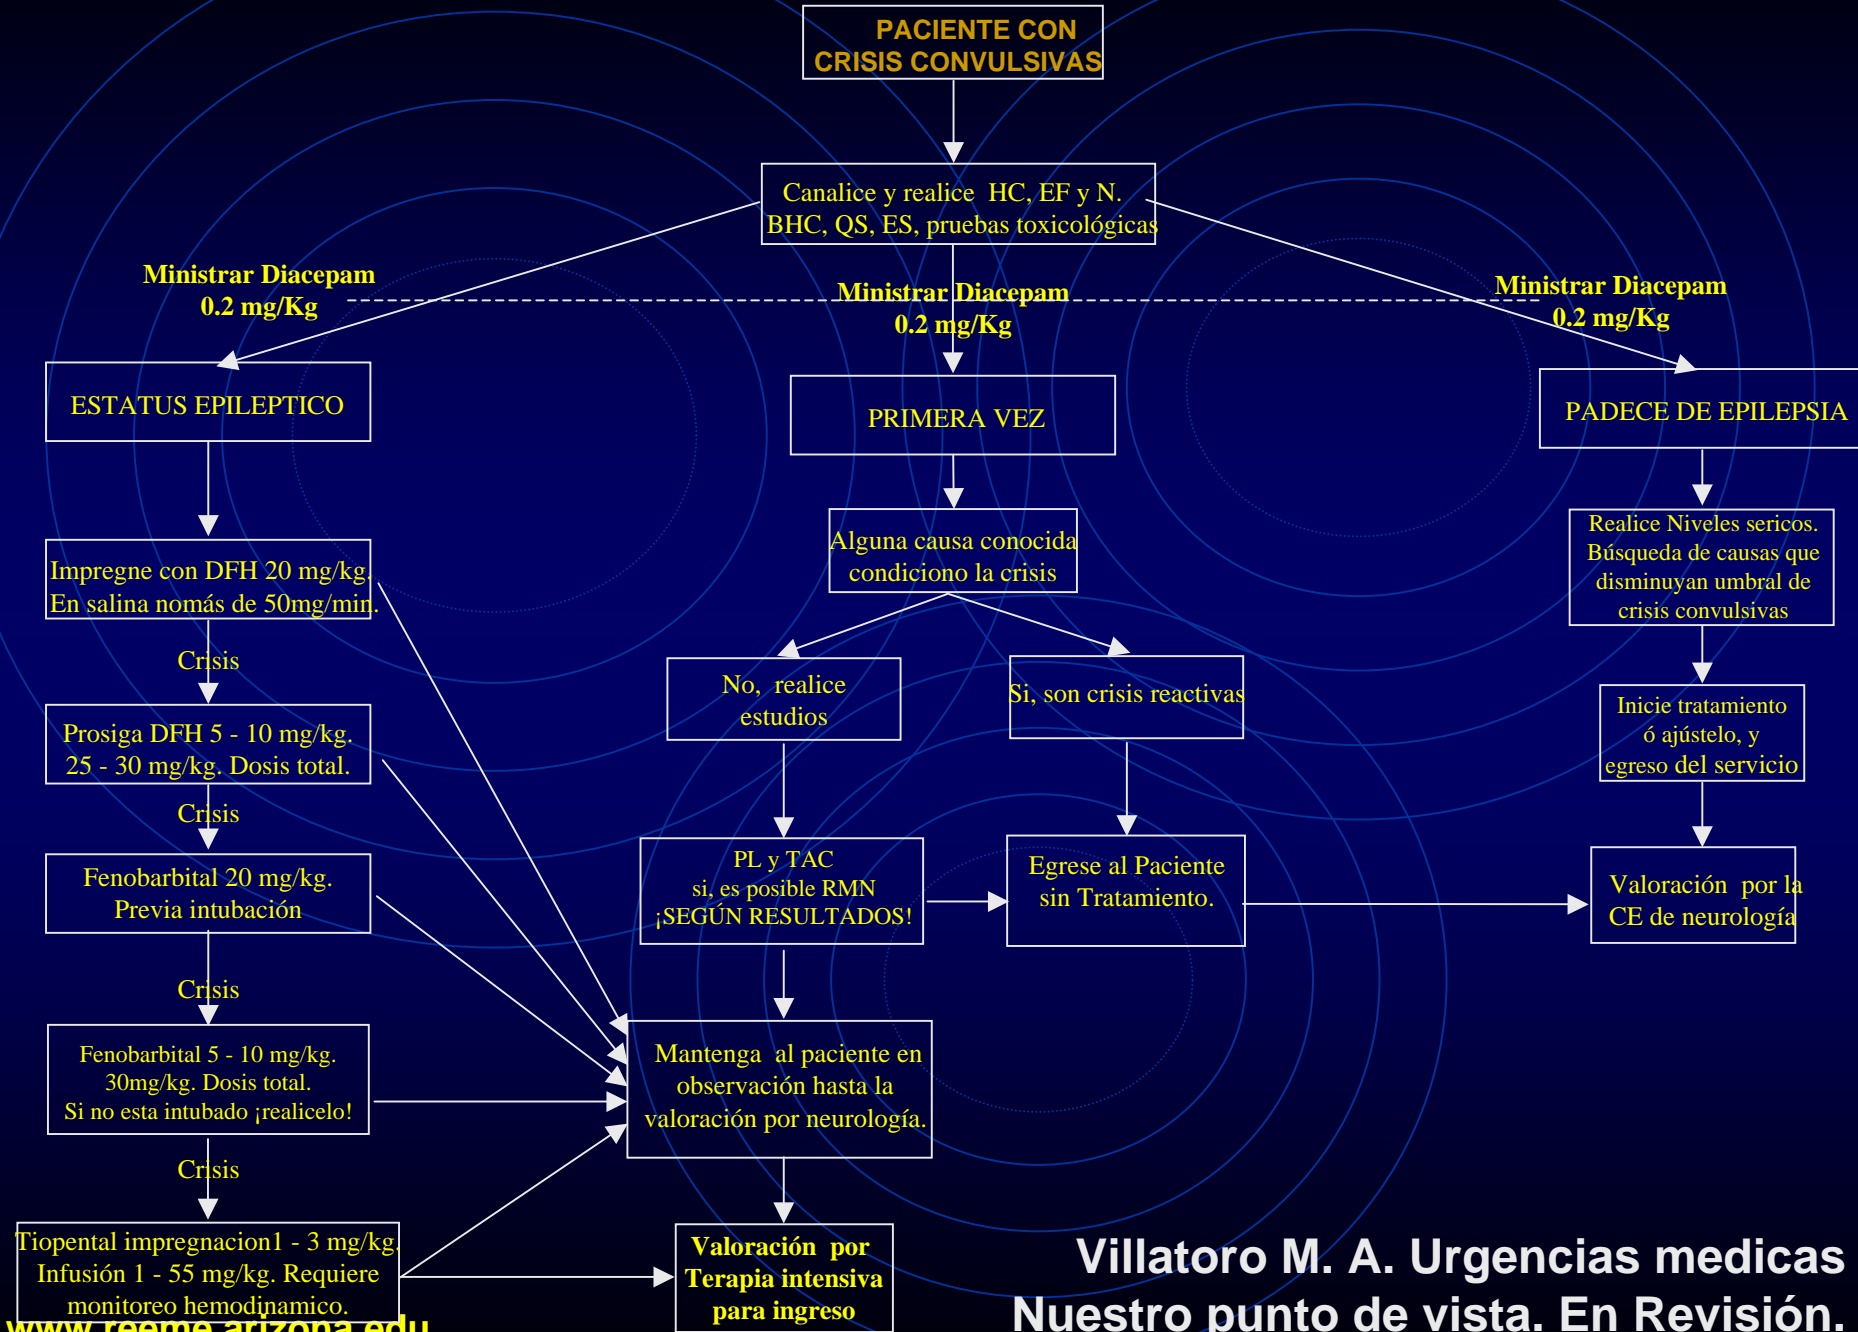 PACIENTE CON
CRISIS CONVULSIVAS
Canalice y realice HC, EF y N.
BHC, QS, ES, pruebas toxicológicas
Ministrar Diacepam
0.2 mg/Kg
Ministrar Diacepam
0.2 mg/Kg
Ministrar Diacepam
0.2 mg/Kg
ESTATUS EPILEPTICO
PRIMERA VEZ
PADECE DE EPILEPSIA
Impregne con DFH 20 mg/kg.
En salina nomás de 50mg/min.
Crisis
Prosiga DFH 5 - 10 mg/kg.
25 - 30 mg/kg. Dosis total.
Crisis
Fenobarbital 20 mg/kg.
Previa intubación
Crisis
Fenobarbital 5 - 10 mg/kg.
30mg/kg. Dosis total.
Si no esta intubado ¡realicelo!
Crisis
Tiopental impregnacion1 - 3 mg/kg.
Infusión 1 - 55 mg/kg. Requiere
monitoreo hemodinamico.
Alguna causa conocida
condiciono la crisis
No, realice
estudios
Si, son crisis reactivas
PL y TAC
si, es posible RMN
¡SEGÚN RESULTADOS!
Egrese al Paciente
sin Tratamiento.
Mantenga al paciente en
observación hasta la
valoración por neurología.
Valoración por
Terapia intensiva
para ingreso
Realice Niveles sericos.
Búsqueda de causas que
disminuyan umbral de
crisis convulsivas
Inicie tratamiento
ó ajústelo, y
egreso del servicio
Valoración por la
CE de neurología
Villatoro M. A. Urgencias medicas
Nuestro punto de vista. En Revisión.
www.reeme.arizona.edu